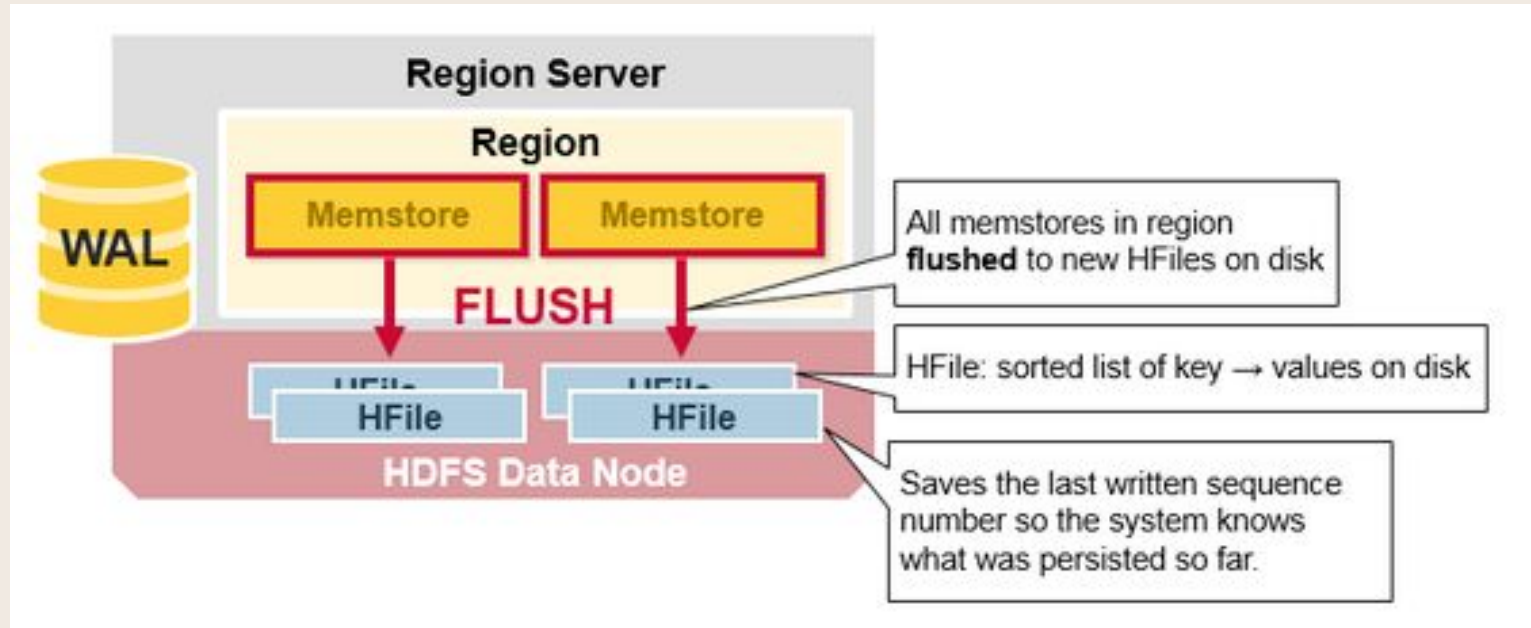 Region Server
Region
Memstore
Memstore
WAL
FLUSH
All memstores in region
flushed to new HFiles on disk
HFile
HFile
HFile: sorted list of key → values on disk
HFile
HFile
HDFS Data Node
Saves the last written sequence
number so the system knows
what was persisted so far.